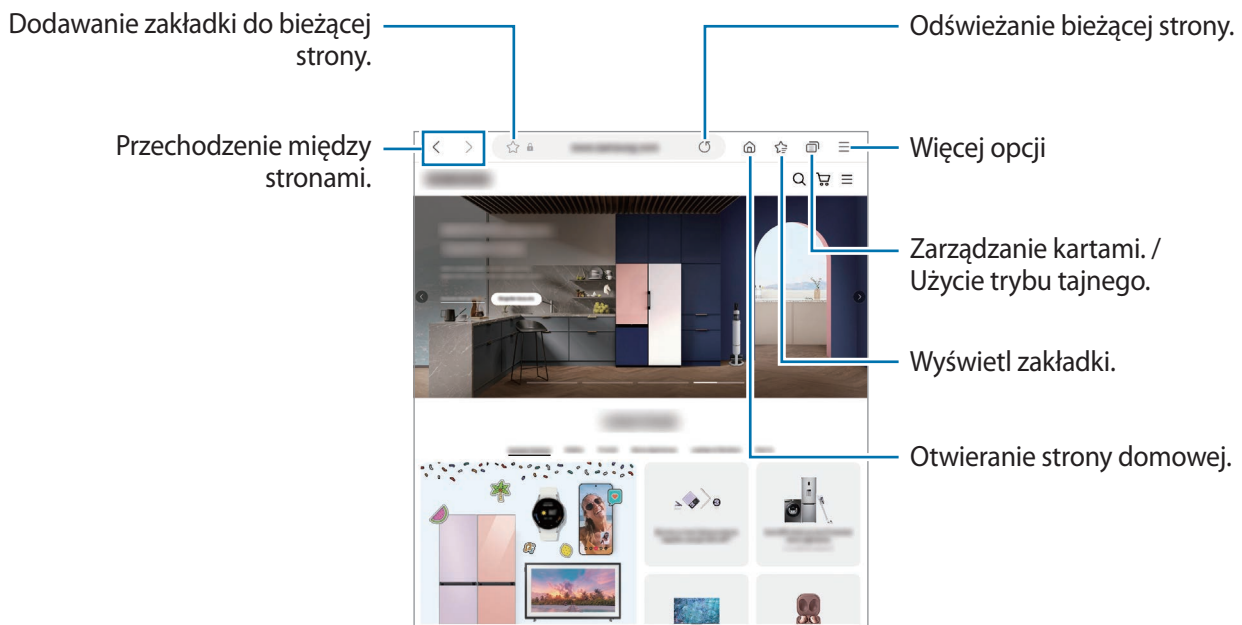 Dodawanie zakładki do bieżącej
strony.
Odświeżanie bieżącej strony.
Przechodzenie między
stronami.
Więcej opcji
Zarządzanie kartami. /
Użycie trybu tajnego.
Wyświetl zakładki.
Otwieranie strony domowej.